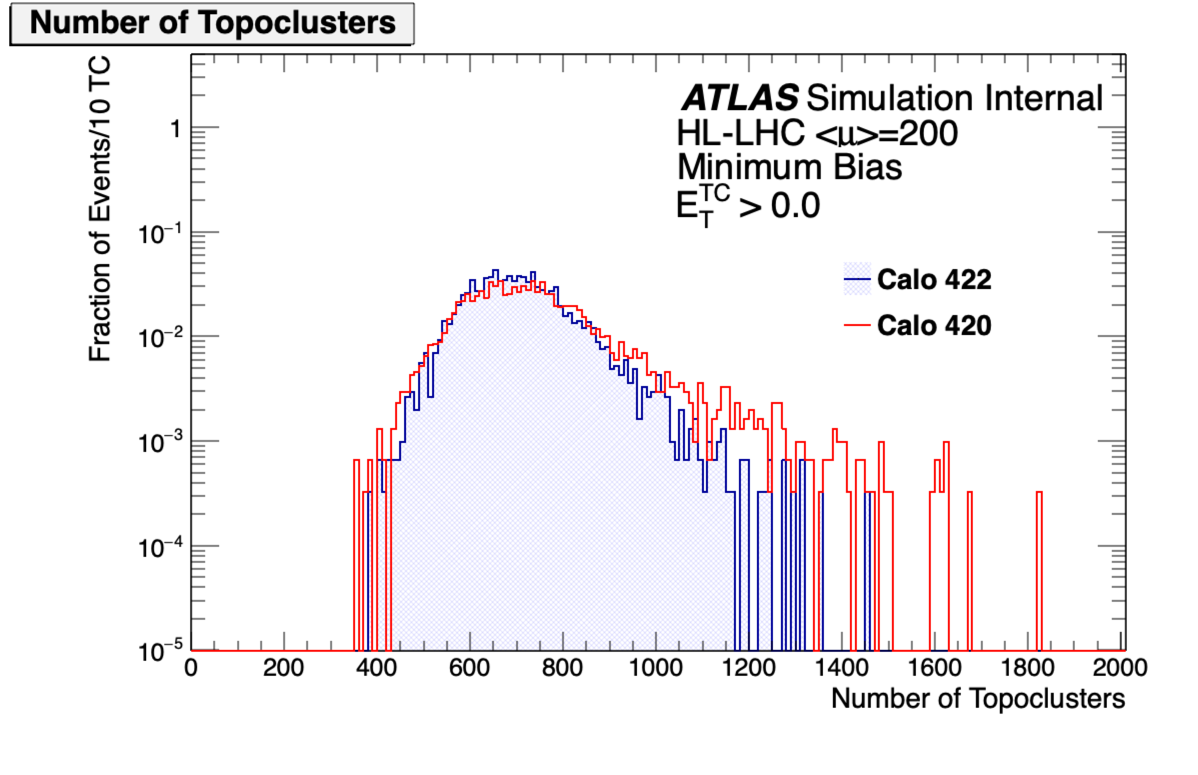 Number of Topoclusters
Fraction of Events/10 TC
ATLAS Simulation Internal
HL-LHC <μ>=200
Minimum Bias
E_T^TC > 0.0
Calo 422
Calo 420
1
10⁻¹
10⁻²
10⁻³
10⁻⁴
10⁻⁵
0 200 400 600 800 1000 1200 1400 1600 1800 2000
Number of Topoclusters